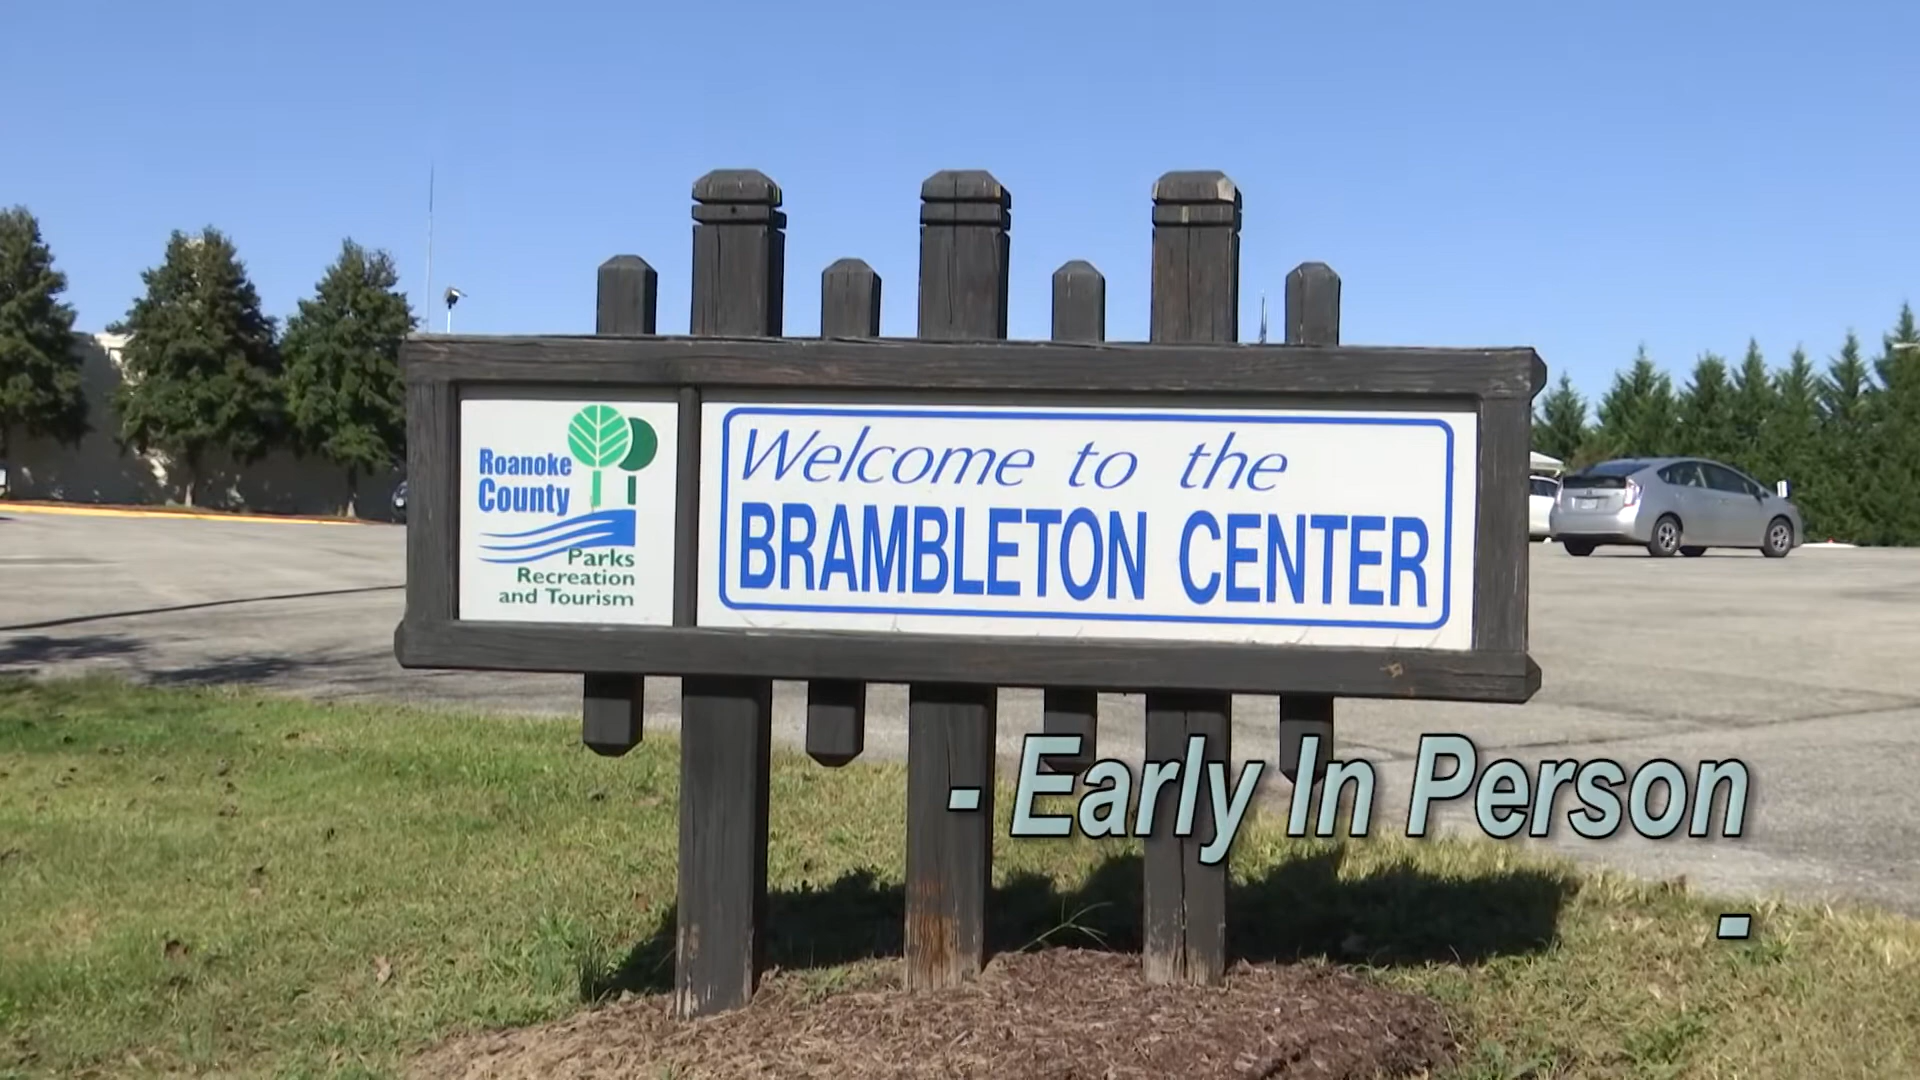 Roanoke
County
Parks
Recreation
and Tourism
Welcome to the
BRAMBLETON CENTER
- Early In Person
-